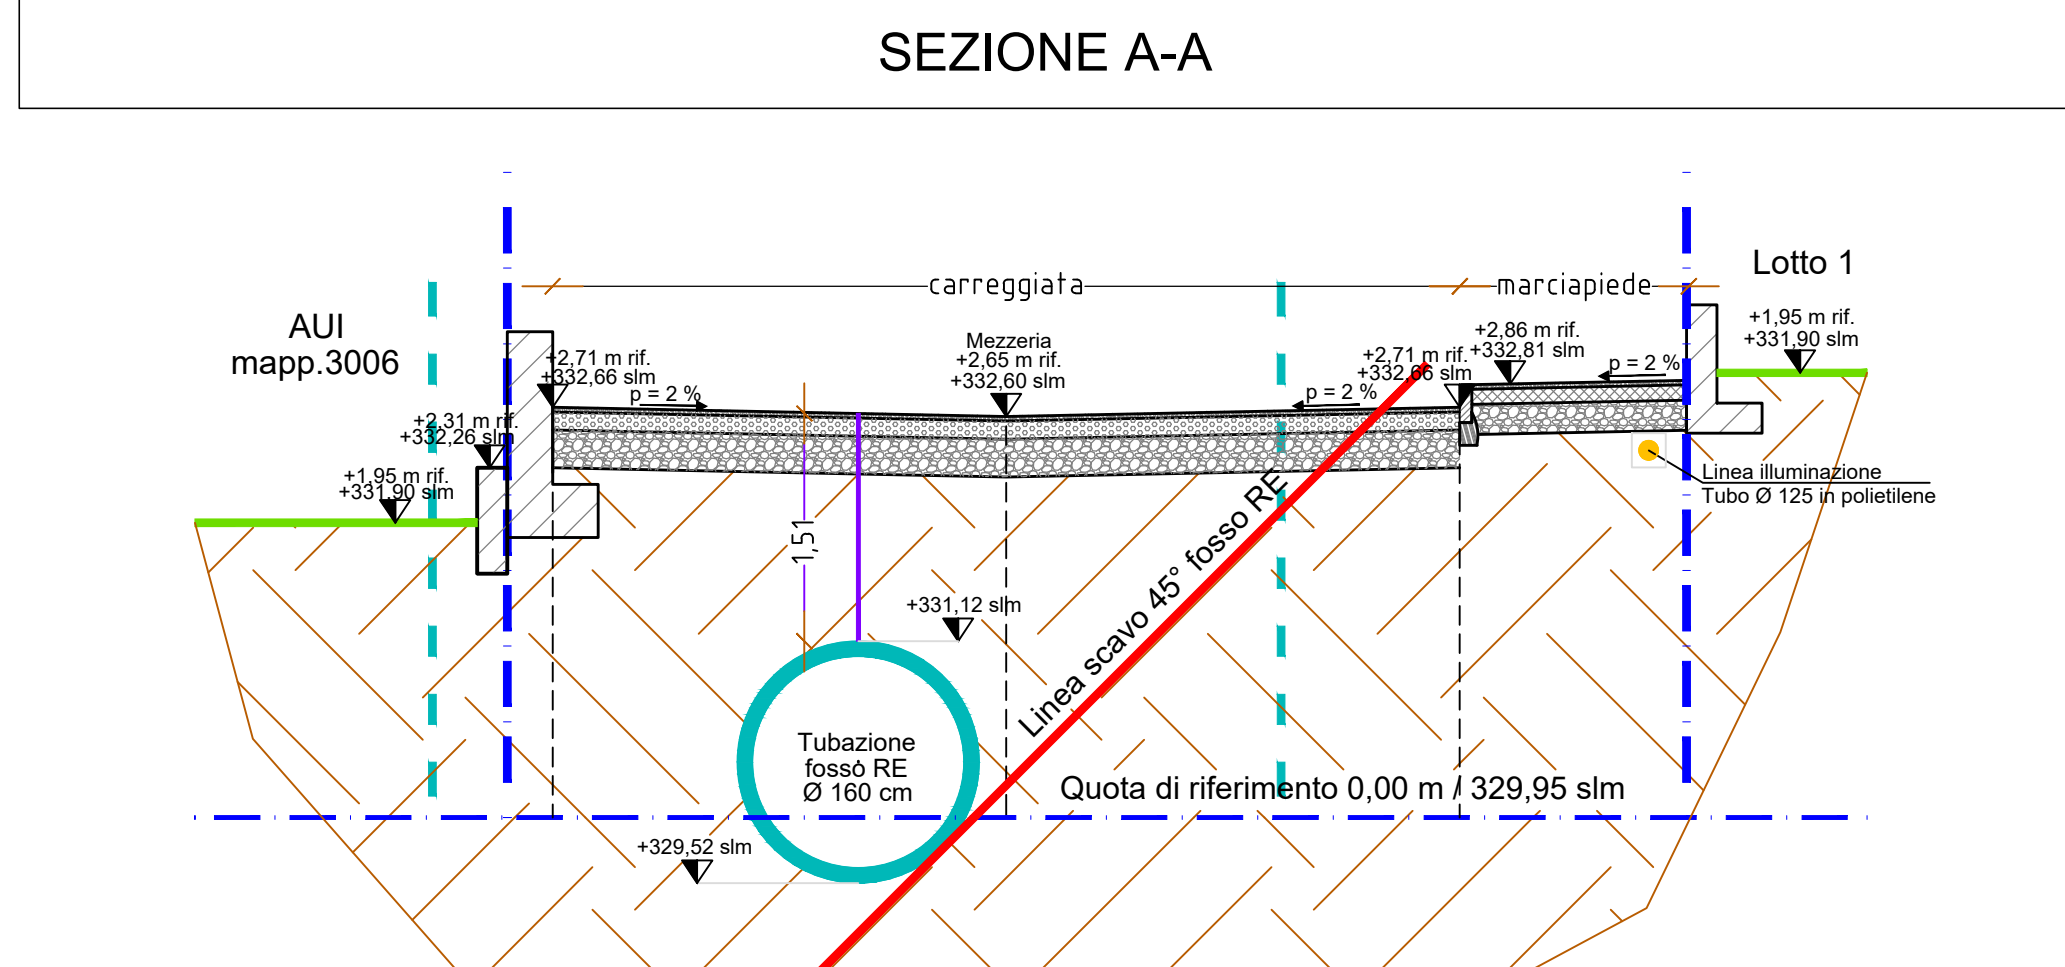 SEZIONE A-A
carreggiata
marciapiede
Lotto 1
AUI
mapp.3006
+1,95 m rif.
+331,90 slm
+2,31 m rif.
+332,26 slm
+2,71 m rif.
+332,66 slm
p = 2 %
Mezzeria
+2,65 m rif.
+332,60 slm
p = 2 %
+2,71 m rif.
+332,66 slm
+2,86 m rif.
+332,81 slm
p = 2 %
+1,95 m rif.
+331,90 slm
Linea illuminazione
Tubo Ø 125 in polietilene
1,51
+331,12 slm
Linea scavo 45° fosso RE
Tubazione
fosso RE
Ø 160 cm
Quota di riferimento 0,00 m / 329,95 slm
+329,52 slm